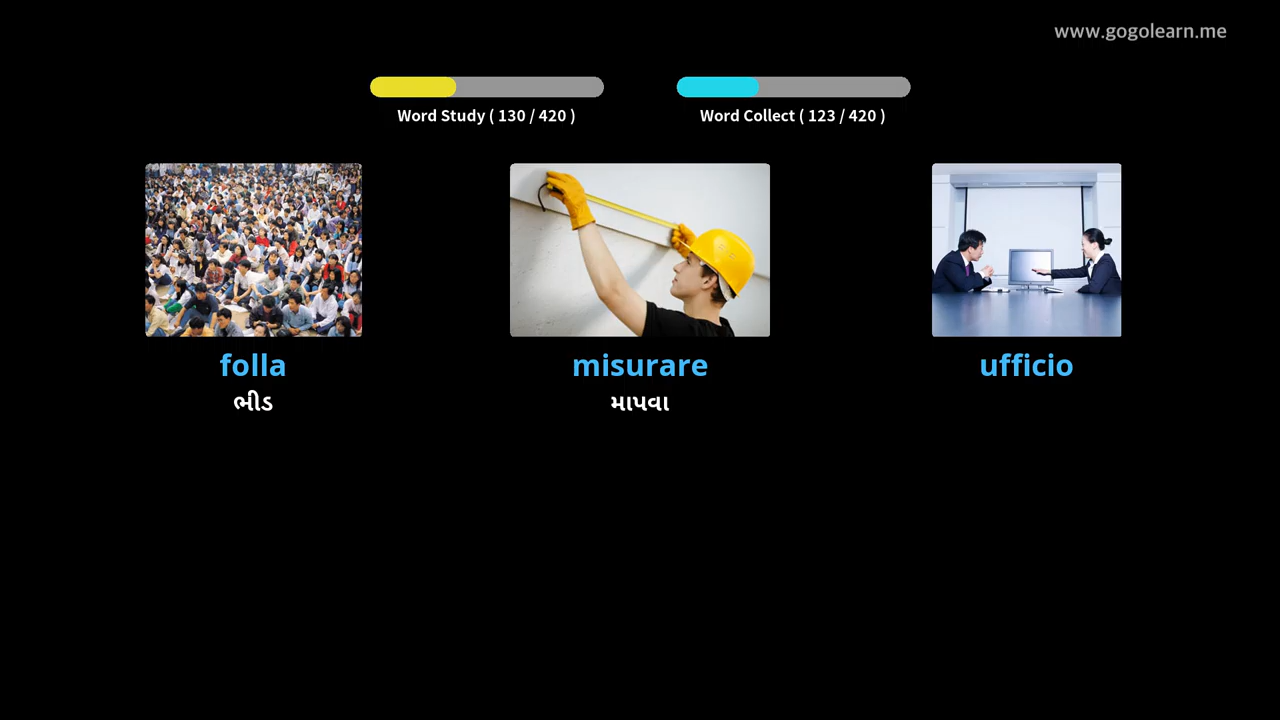 www.gogolearn.me
Word Study ( 130 / 420 )
Word Collect ( 123 / 420 )
folla
misurare
ufficio
ભીડ
માપવા